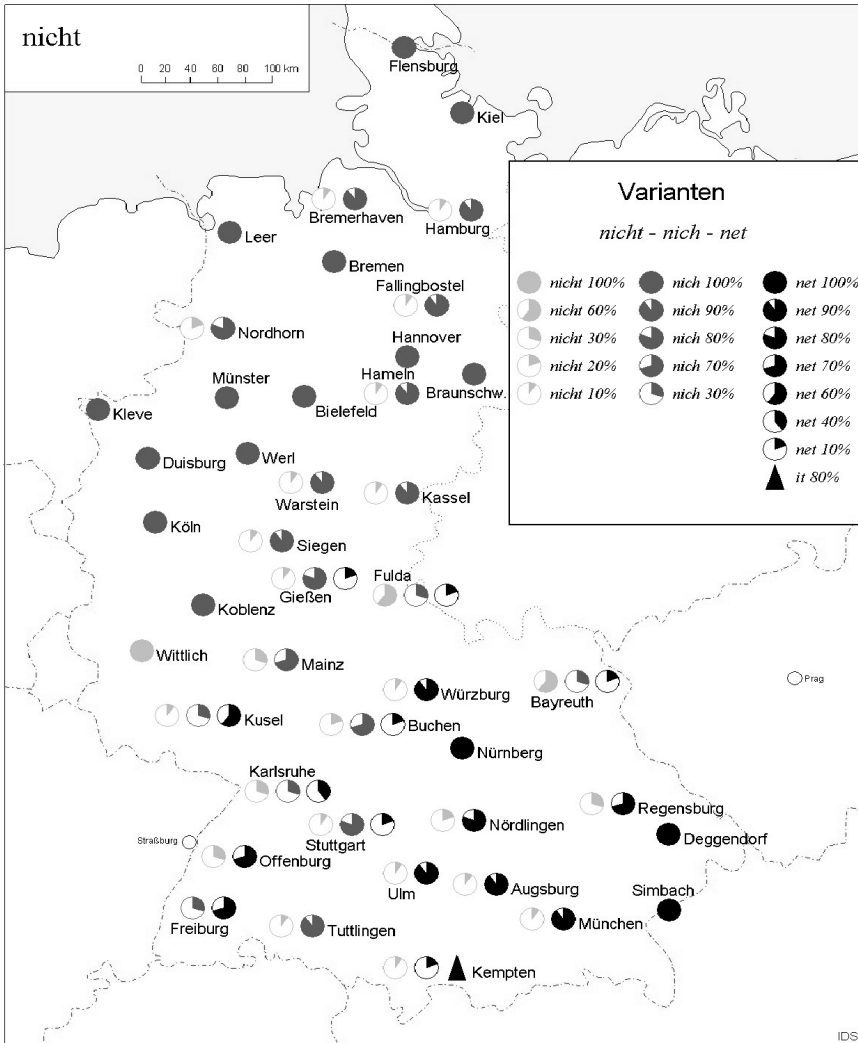 nicht
0 20 40 60 80 100 km
Flensburg
Kiel
Bremerhaven
Hamburg
Leer
Bremen
Fallingbostel
Nordhorn
Hannover
Hameln
Braunschw.
Münster
Bielefeld
Kleve
Duisburg
Werl
Warstein
Kassel
Köln
Siegen
Gießen
Fulda
Koblenz
Wittlich
Mainz
Würzburg
Bayreuth
Prag
Kusel
Buchen
Nürnberg
Karlsruhe
Stuttgart
Nördlingen
Regensburg
Straßburg
Deggendorf
Offenburg
Ulm
Augsburg
Simbach
Freiburg
Tuttlingen
München
Kempten
Varianten
nicht - nich - net
nicht 100% nich 100% net 100%
nicht 60% nich 90% net 90%
nicht 30% nich 80% net 80%
nicht 20% nich 70% net 70%
nicht 10% nich 30% net 60%
net 40%
net 10%
it 80%
IDS